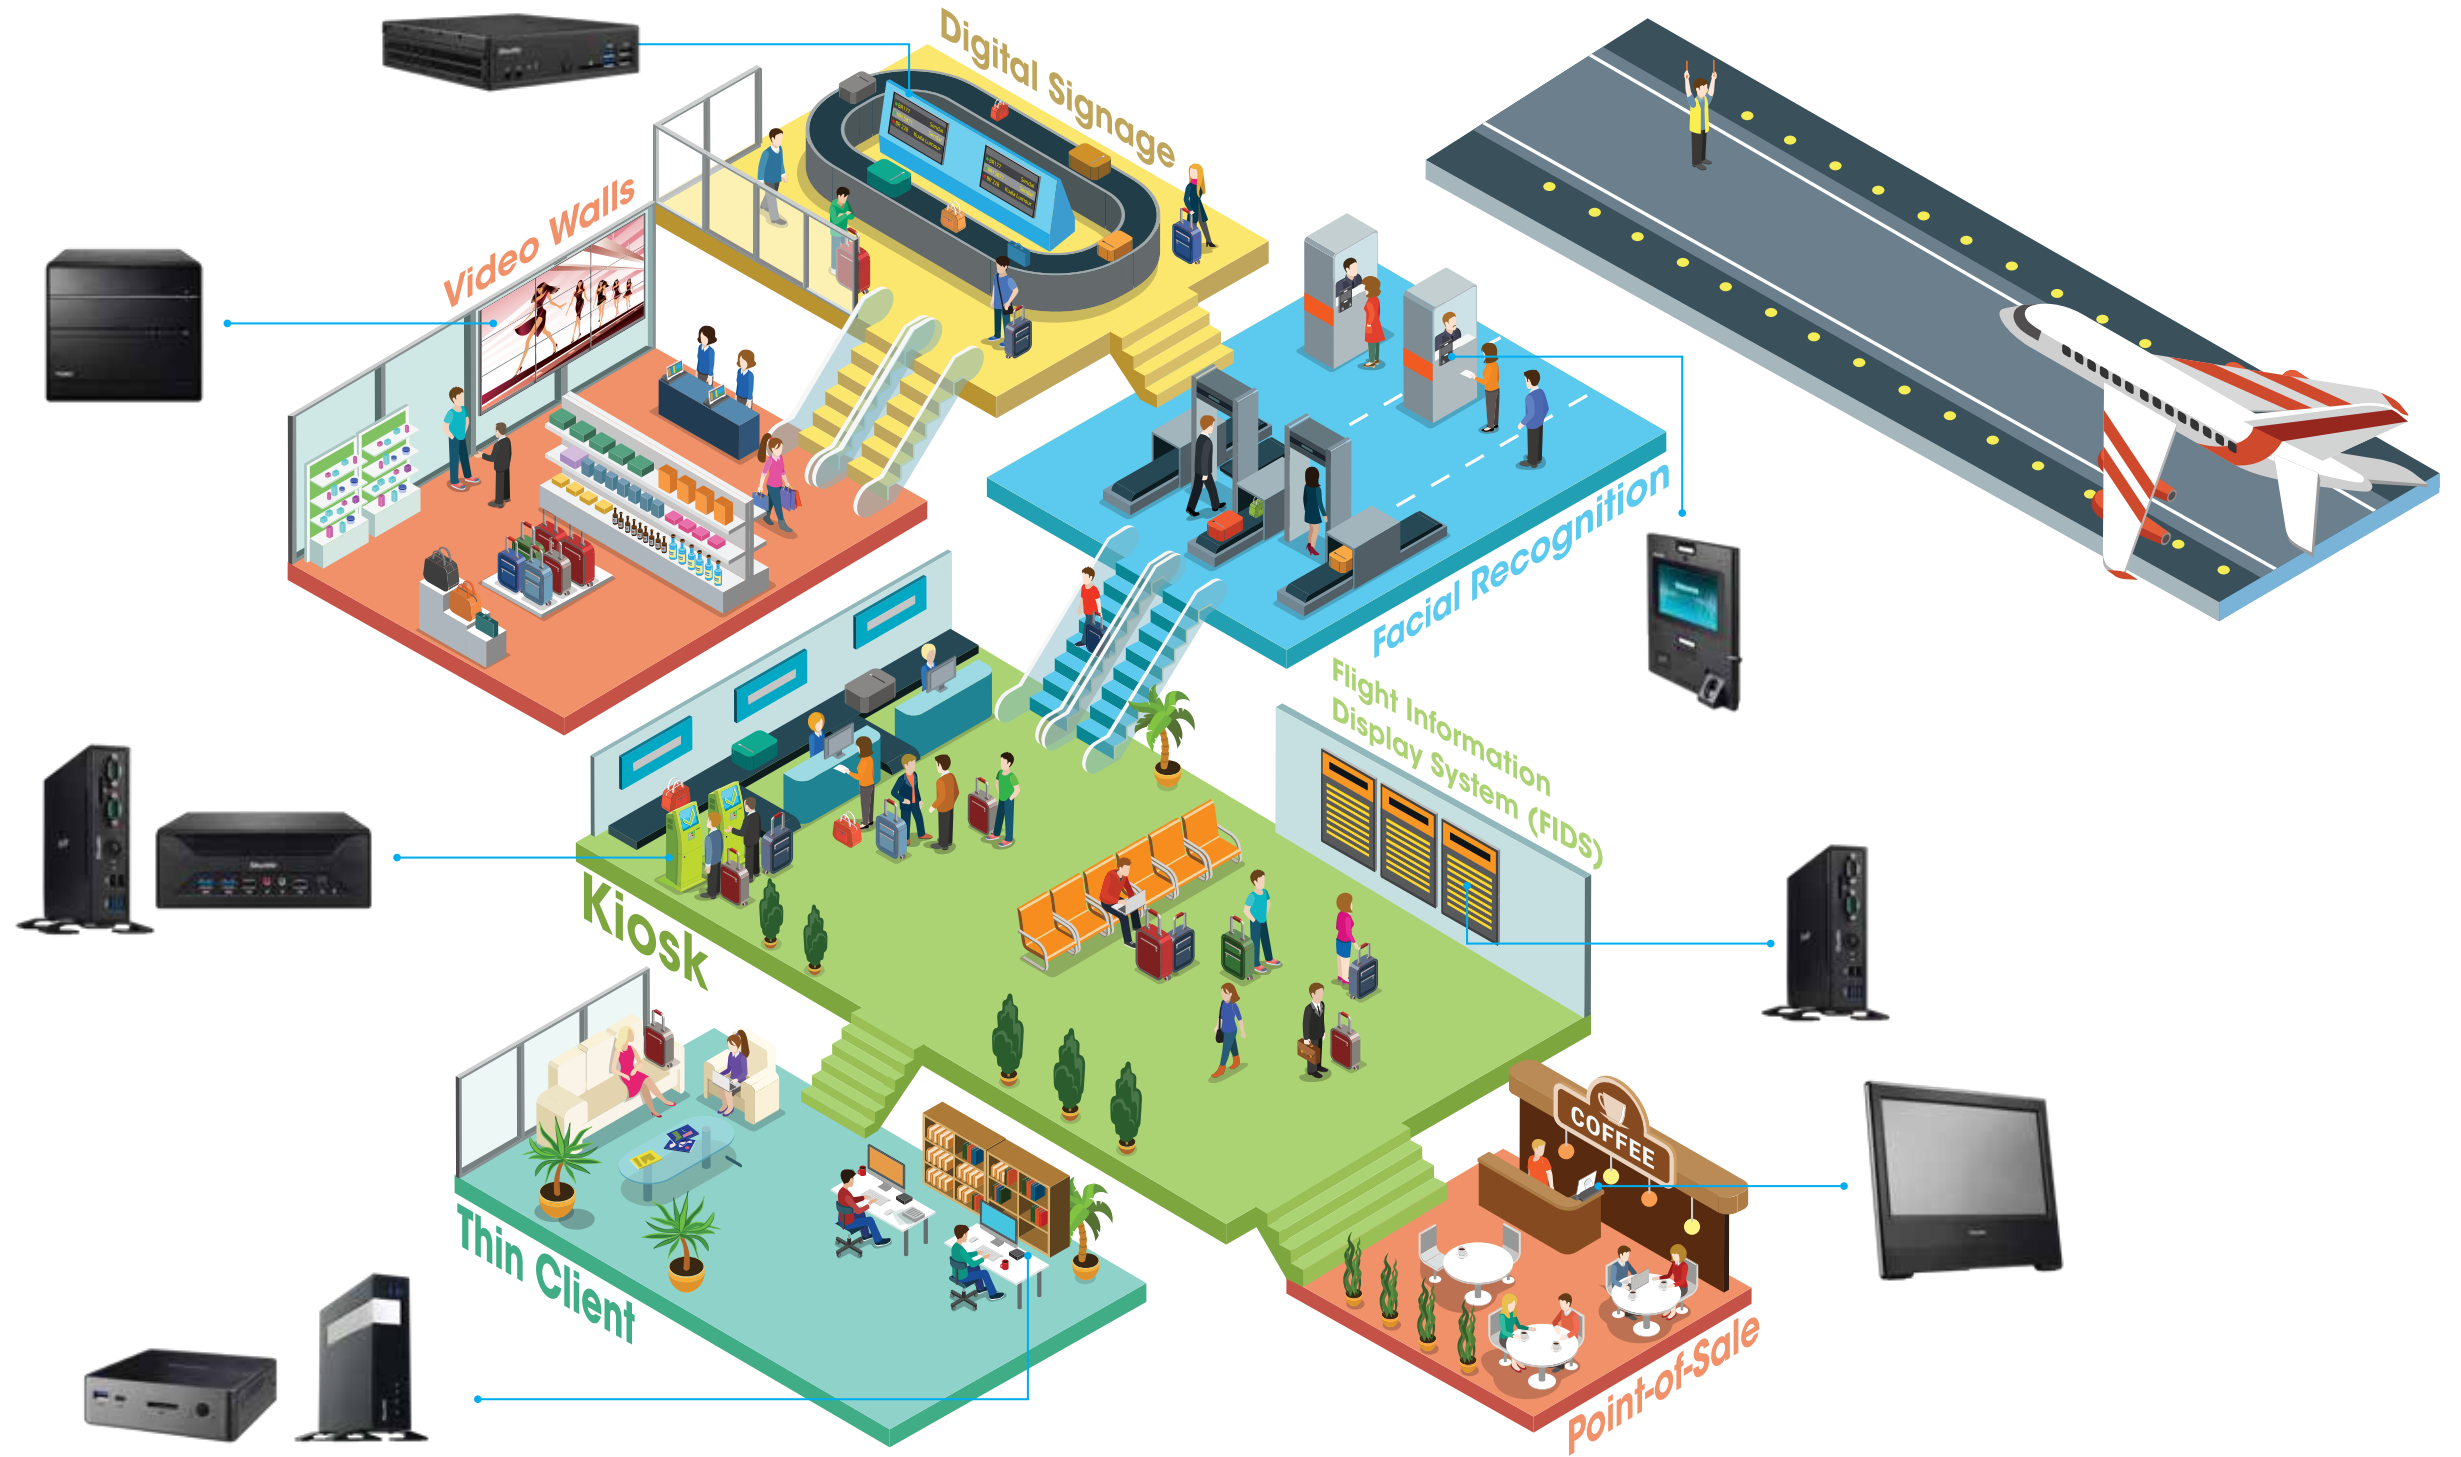 Digital Signage
Video Walls
Facial Recognition
Flight Information
Display System (FIDS)
Kiosk
Thin Client
COFFEE
Point-of-Sale